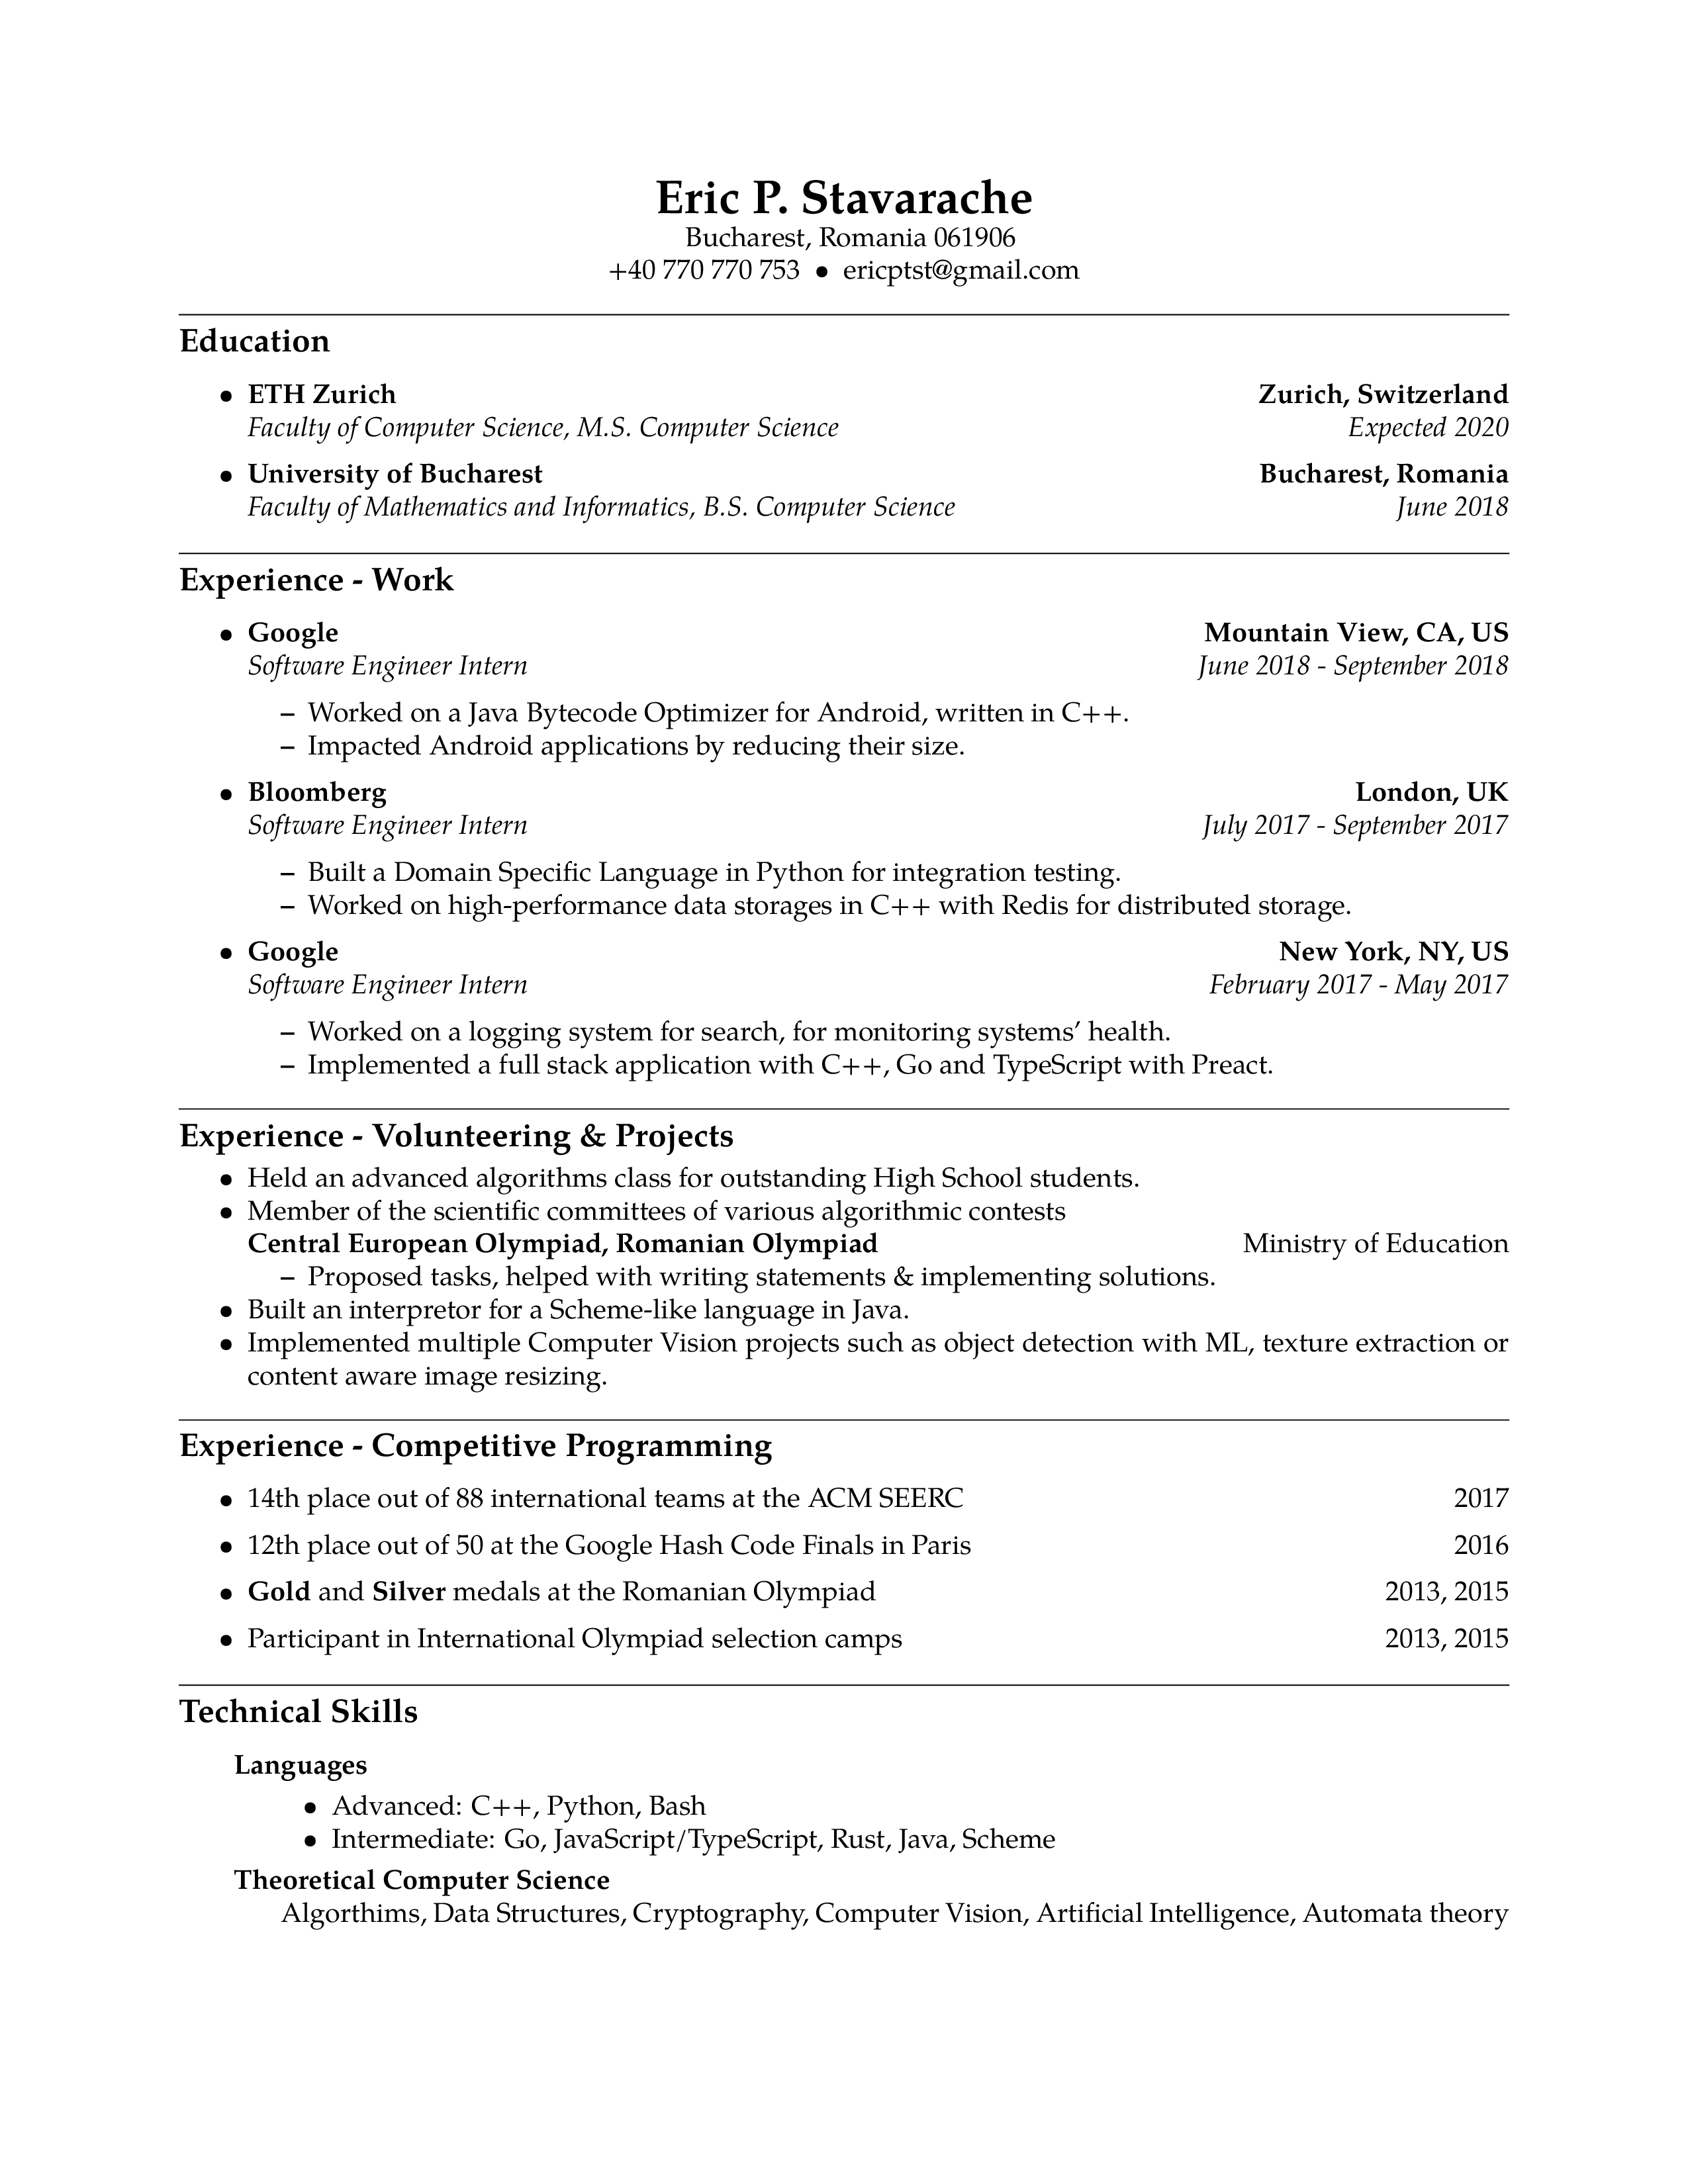 Eric P. Stavarache
Bucharest, Romania 061906
+40 770 770 753 • ericptst@gmail.com
Education
• ETH Zurich Zurich, Switzerland
Faculty of Computer Science, M.S. Computer Science Expected 2020
• University of Bucharest Bucharest, Romania
Faculty of Mathematics and Informatics, B.S. Computer Science June 2018
Experience - Work
• Google Mountain View, CA, US
Software Engineer Intern June 2018 - September 2018
– Worked on a Java Bytecode Optimizer for Android, written in C++.
– Impacted Android applications by reducing their size.
• Bloomberg London, UK
Software Engineer Intern July 2017 - September 2017
– Built a Domain Specific Language in Python for integration testing.
– Worked on high-performance data storages in C++ with Redis for distributed storage.
• Google New York, NY, US
Software Engineer Intern February 2017 - May 2017
– Worked on a logging system for search, for monitoring systems' health.
– Implemented a full stack application with C++, Go and TypeScript with Preact.
Experience - Volunteering & Projects
• Held an advanced algorithms class for outstanding High School students.
• Member of the scientific committees of various algorithmic contests
Central European Olympiad, Romanian Olympiad Ministry of Education
– Proposed tasks, helped with writing statements & implementing solutions.
• Built an interpretor for a Scheme-like language in Java.
• Implemented multiple Computer Vision projects such as object detection with ML, texture extraction or
content aware image resizing.
Experience - Competitive Programming
• 14th place out of 88 international teams at the ACM SEERC 2017
• 12th place out of 50 at the Google Hash Code Finals in Paris 2016
• Gold and Silver medals at the Romanian Olympiad 2013, 2015
• Participant in International Olympiad selection camps 2013, 2015
Technical Skills
Languages
• Advanced: C++, Python, Bash
• Intermediate: Go, JavaScript/TypeScript, Rust, Java, Scheme
Theoretical Computer Science
Algorthims, Data Structures, Cryptography, Computer Vision, Artificial Intelligence, Automata theory